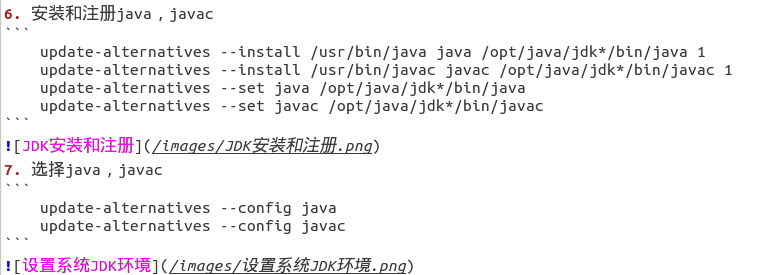 6. 安装和注册java，javac
```
    update-alternatives --install /usr/bin/java java /opt/java/jdk*/bin/java 1
    update-alternatives --install /usr/bin/javac javac /opt/java/jdk*/bin/javac 1
    update-alternatives --set java /opt/java/jdk*/bin/java
    update-alternatives --set javac /opt/java/jdk*/bin/javac
```
![JDK安装和注册](/images/JDK安装和注册.png)
7. 选择java，javac
```
    update-alternatives --config java
    update-alternatives --config javac
```
![设置系统JDK环境](/images/设置系统JDK环境.png)